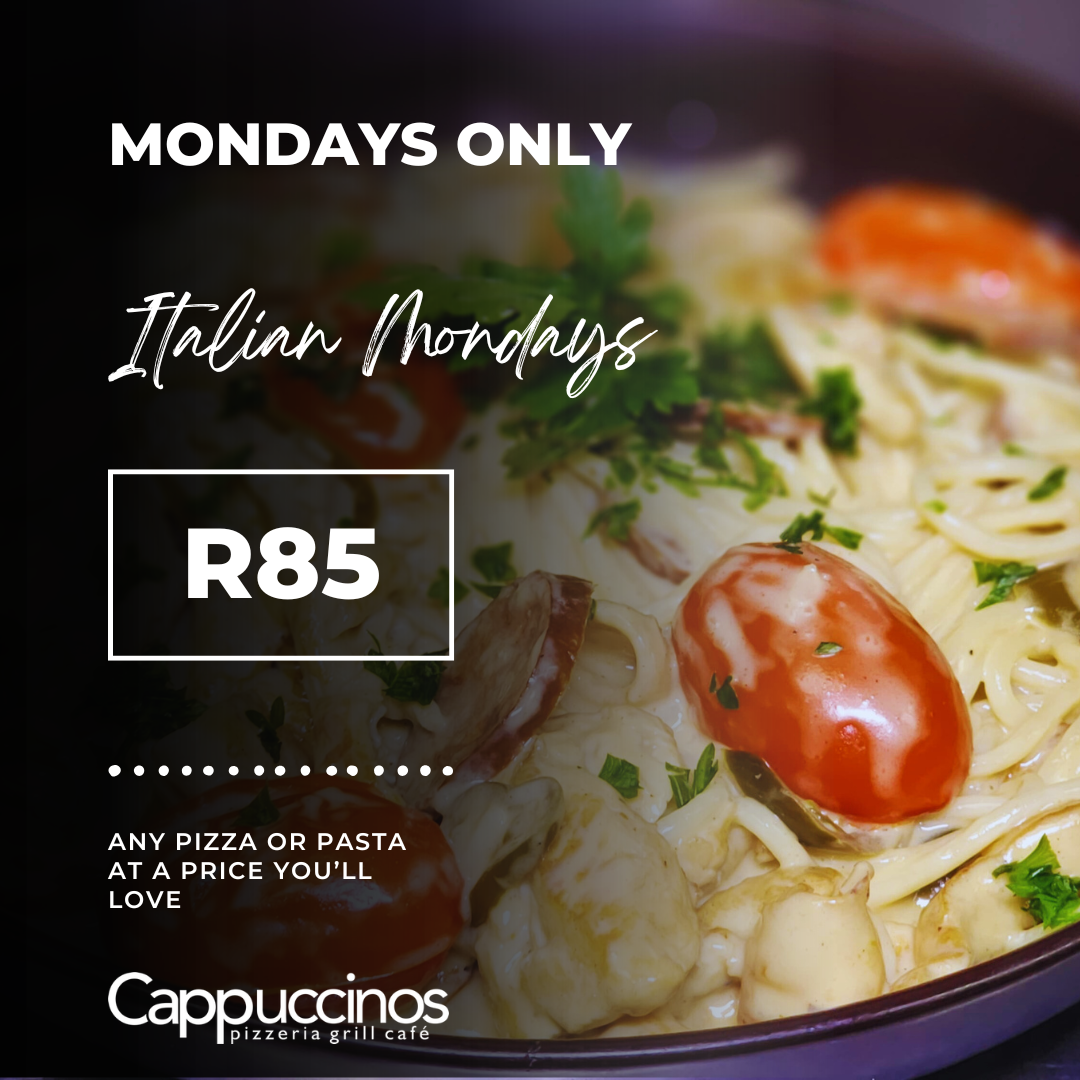 MONDAYS ONLY
Italian Mondays
R85
ANY PIZZA OR PASTA
AT A PRICE YOU'LL
LOVE
Cappuccinos
pizzeria grill café